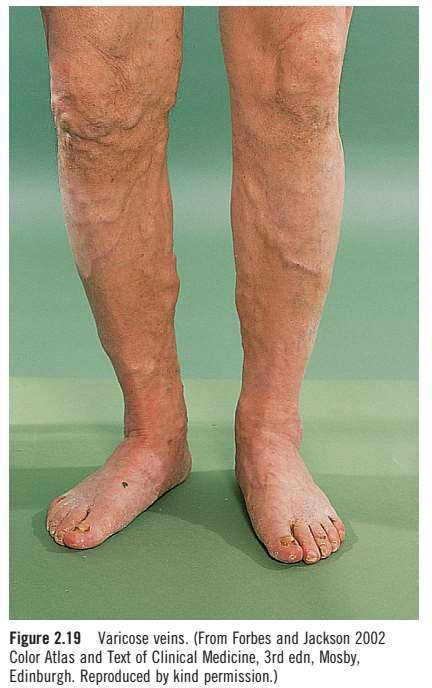 Figure 2.19 Varicose veins. (From Forbes and Jackson 2002
Color Atlas and Text of Clinical Medicine, 3rd edn, Mosby,
Edinburgh. Reproduced by kind permission.)